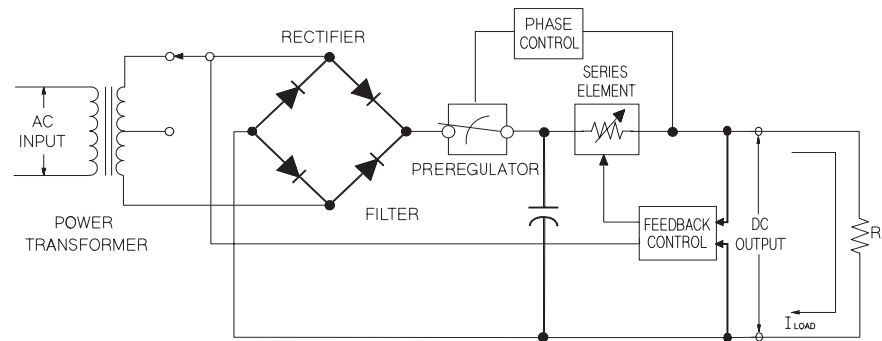 PHASE
CONTROL
RECTIFIER
SERIES
ELEMENT
AC
INPUT
PREREGULATOR
POWER
TRANSFORMER
FILTER
FEEDBACK
CONTROL
DC
OUTPUT
R
I LOAD